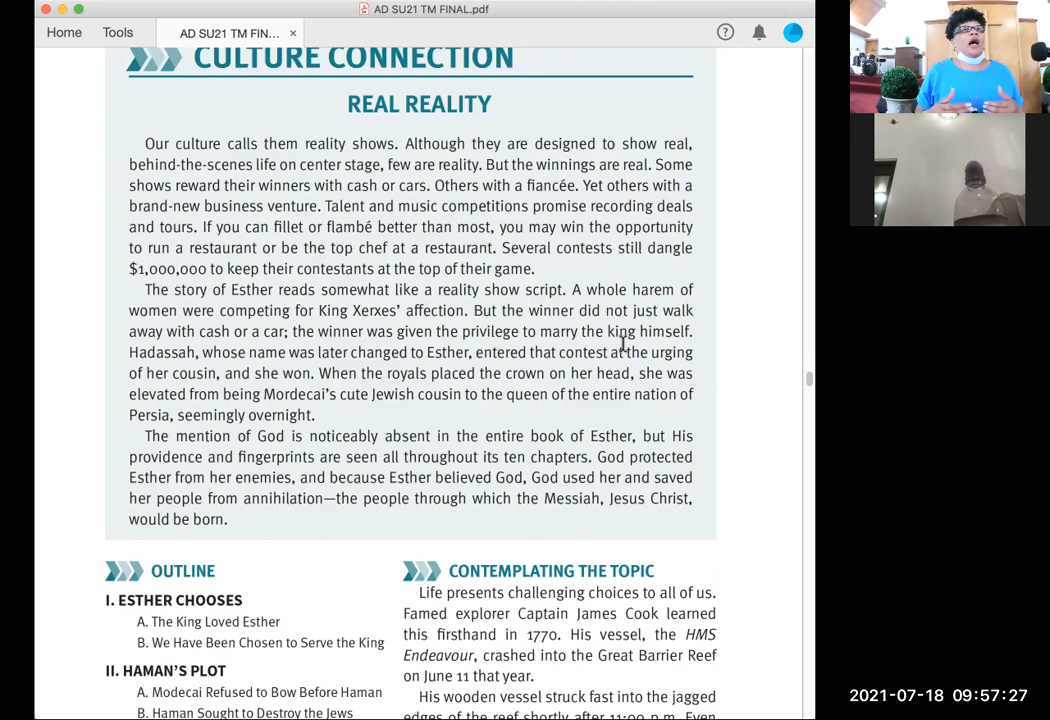 AD SU21 TM FINAL.pdf
Home
Tools
AD SU21 TM FIN...
×
?
CULTURE CONNECTION
REAL REALITY
Our culture calls them reality shows. Although they are designed to show real,
behind-the-scenes life on center stage, few are reality. But the winnings are real. Some
shows reward their winners with cash or cars. Others with a fiancée. Yet others with a
brand-new business venture. Talent and music competitions promise recording deals
and tours. If you can fillet or flambé better than most, you may win the opportunity
to run a restaurant or be the top chef at a restaurant. Several contests still dangle
$1,000,000 to keep their contestants at the top of their game.
The story of Esther reads somewhat like a reality show script. A whole harem of
women were competing for King Xerxes’ affection. But the winner did not just walk
away with cash or a car; the winner was given the privilege to marry the king himself.
Hadassah, whose name was later changed to Esther, entered that contest at the urging
of her cousin, and she won. When the royals placed the crown on her head, she was
elevated from being Mordecai’s cute Jewish cousin to the queen of the entire nation of
Persia, seemingly overnight.
The mention of God is noticeably absent in the entire book of Esther, but His
providence and fingerprints are seen all throughout its ten chapters. God protected
Esther from her enemies, and because Esther believed God, God used her and saved
her people from annihilation—the people through which the Messiah, Jesus Christ,
would be born.
OUTLINE
I. ESTHER CHOOSES
A. The King Loved Esther
B. We Have Been Chosen to Serve the King
II. HAMAN’S PLOT
A. Modecai Refused to Bow Before Haman
B. Haman Sought to Destroy the Jews
CONTEMPLATING THE TOPIC
Life presents challenging choices to all of us.
Famed explorer Captain James Cook learned
this firsthand in 1770. His vessel, the HMS
Endeavour, crashed into the Great Barrier Reef
on June 11 that year.
His wooden vessel struck fast into the jagged
edges of the reef shortly after 11:00 p.m. Even
2021-07-18 09:57:27